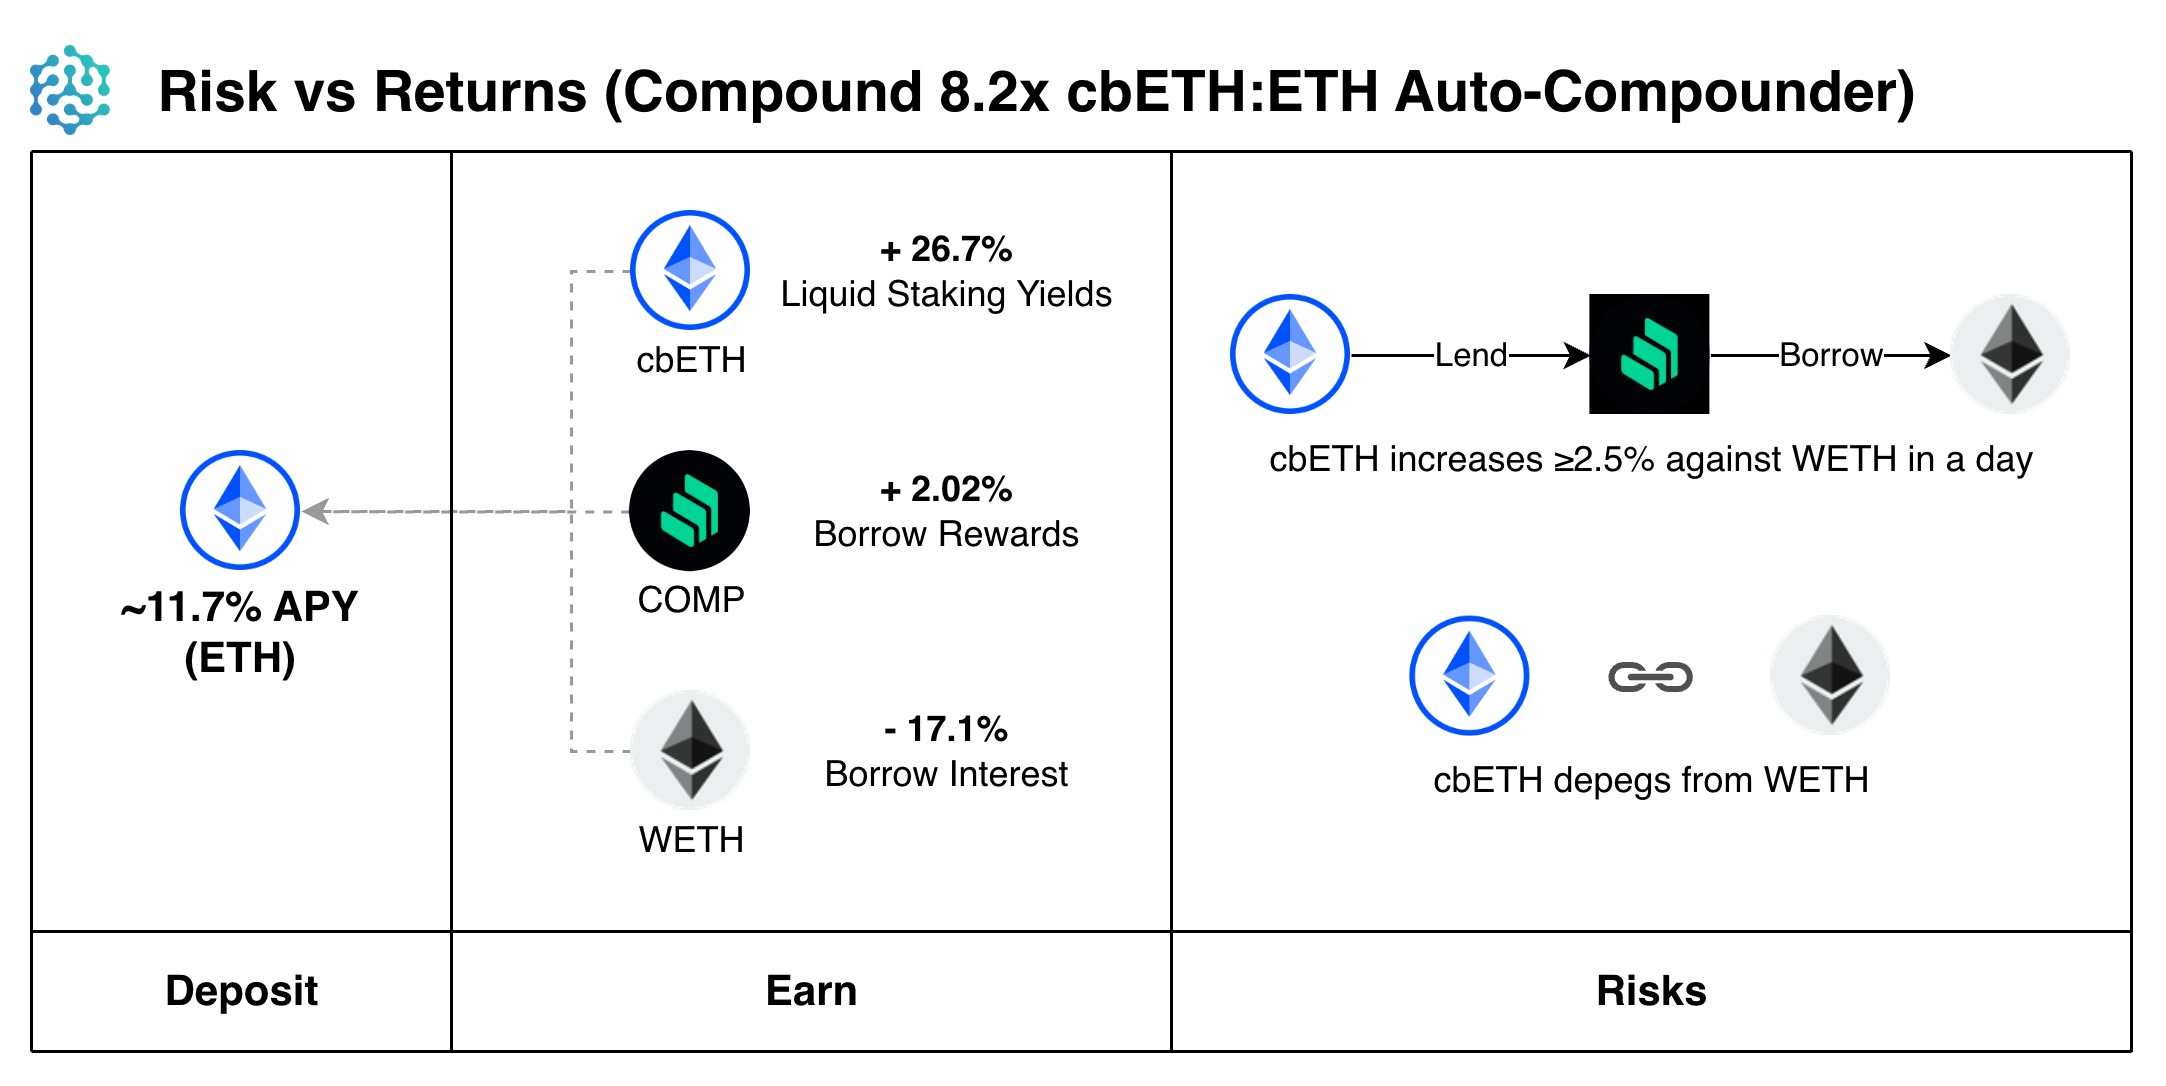 Risk vs Returns (Compound 8.2x cbETH:ETH Auto-Compounder)
~11.7% APY
(ETH)
cbETH
+ 26.7%
Liquid Staking Yields
COMP
+ 2.02%
Borrow Rewards
WETH
- 17.1%
Borrow Interest
Lend
Borrow
cbETH increases ≥2.5% against WETH in a day
cbETH depegs from WETH
Deposit
Earn
Risks